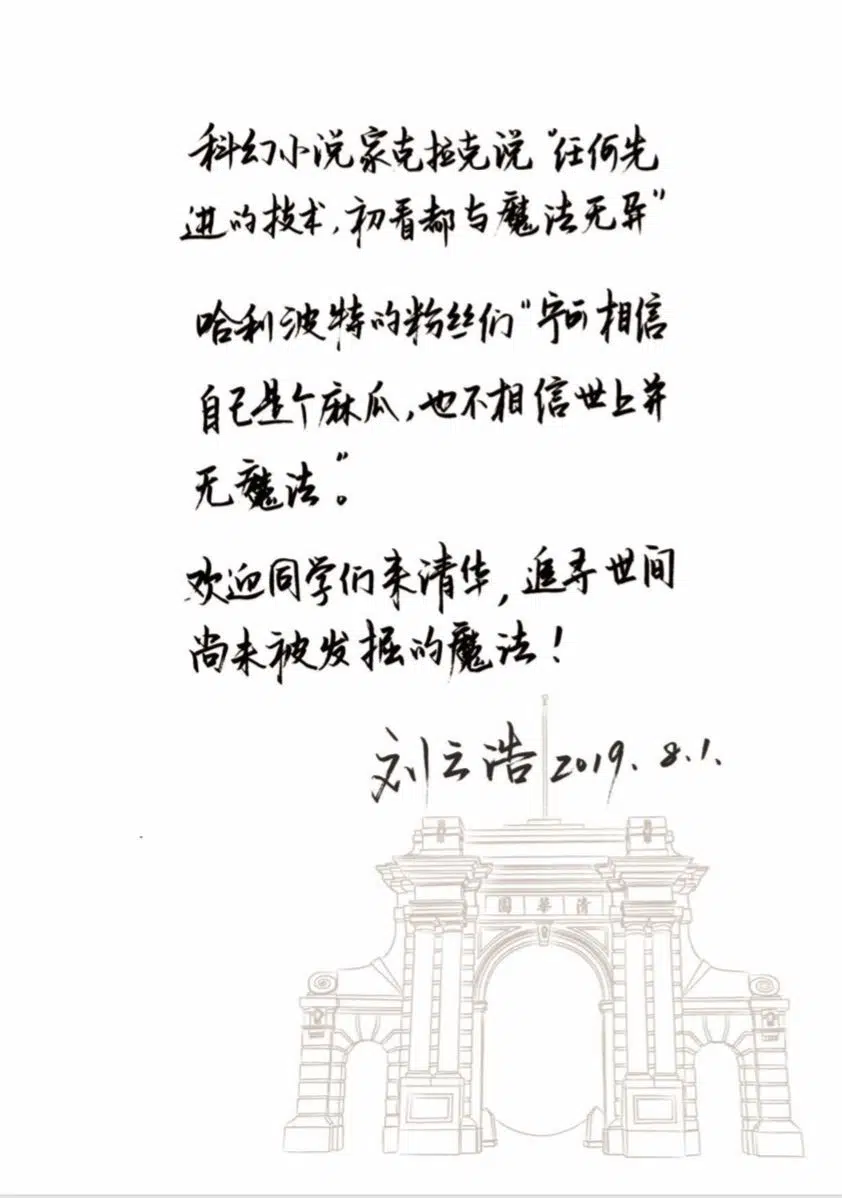 科幻小说家克拉克说“任何先
进的技术,初看都与魔法无异”
哈利波特的粉丝们“宁可相信
自己是个麻瓜,也不相信世上并
无魔法”。
欢迎同学们来清华,追寻世间
尚未被发掘的魔法!
刘云浩 2019.8.1.
園華清